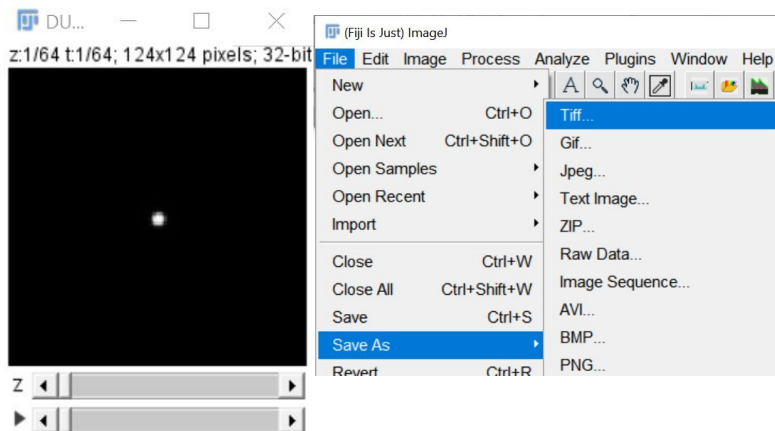 DU...
z:1/64 t:1/64; 124x124 pixels; 32-bit
Z
(Fiji Is Just) ImageJ
File Edit Image Process Analyze Plugins Window Help
New
Open... Ctrl+O
Open Next Ctrl+Shift+O
Open Samples
Open Recent
Import
Close Ctrl+W
Close All Ctrl+Shift+W
Save Ctrl+S
Save As
Revert Ctrl+R
Tiff...
Gif...
Jpeg...
Text Image...
ZIP...
Raw Data...
Image Sequence...
AVI...
BMP...
PNG...